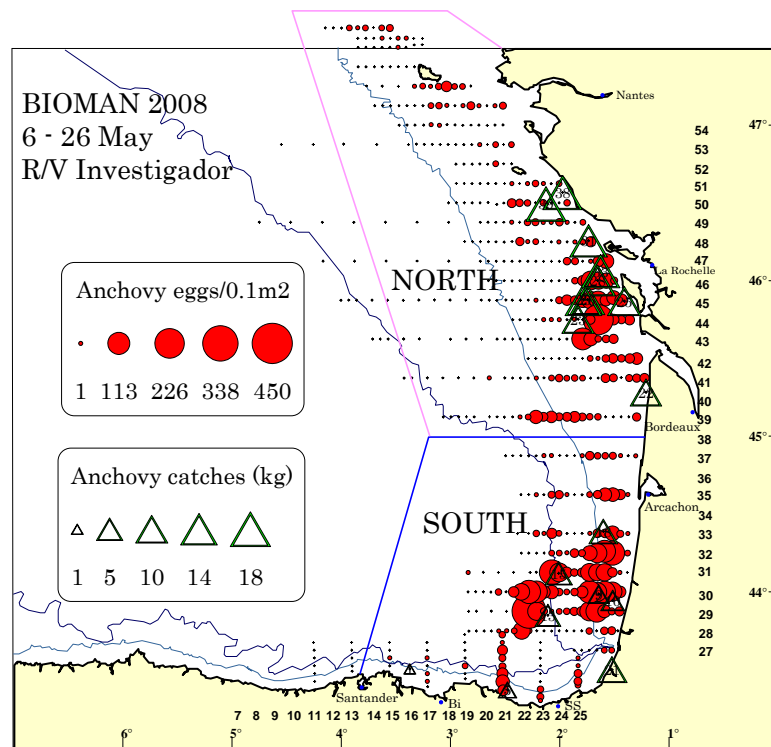 BIOMAN 2008
6 - 26 May
R/V Investigador
Nantes
47°
54
53
52
51
50
49
48
47
46
45
44
43
42
41
40
39
38
37
36
35
34
33
32
31
30
29
28
27
La Rochelle
46°
NORTH
Anchovy eggs/0.1m2
1 113 226 338 450
Bordeaux
45°
Anchovy catches (kg)
1 5 10 14 18
SOUTH
Arcachon
44°
38
Santander
Bi
SS
7 8 9 10 11 12 13 14 15 16 17 18 19 20 21 22 23 24 25
6° 5° 4° 3° 2° 1°